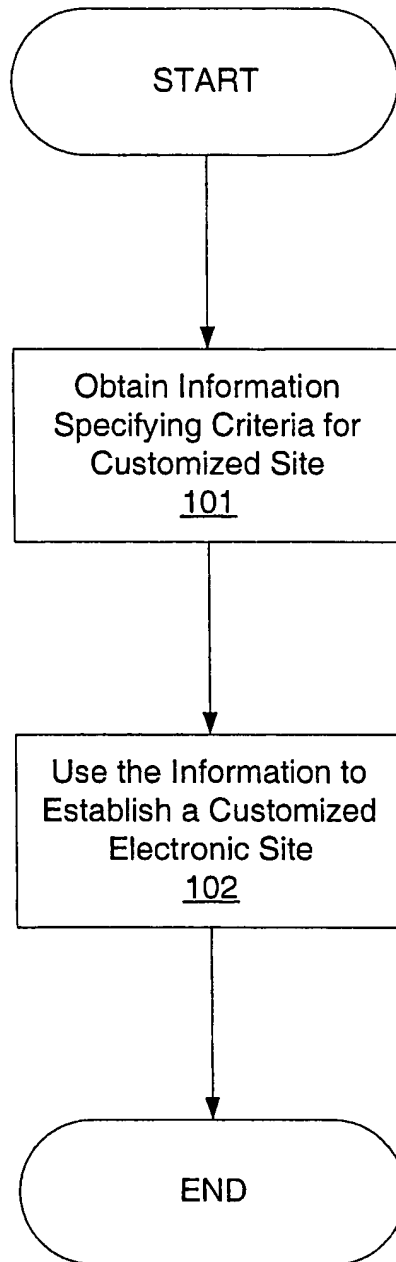 START
Obtain Information
Specifying Criteria for
Customized Site
101
Use the Information to
Establish a Customized
Electronic Site
102
END